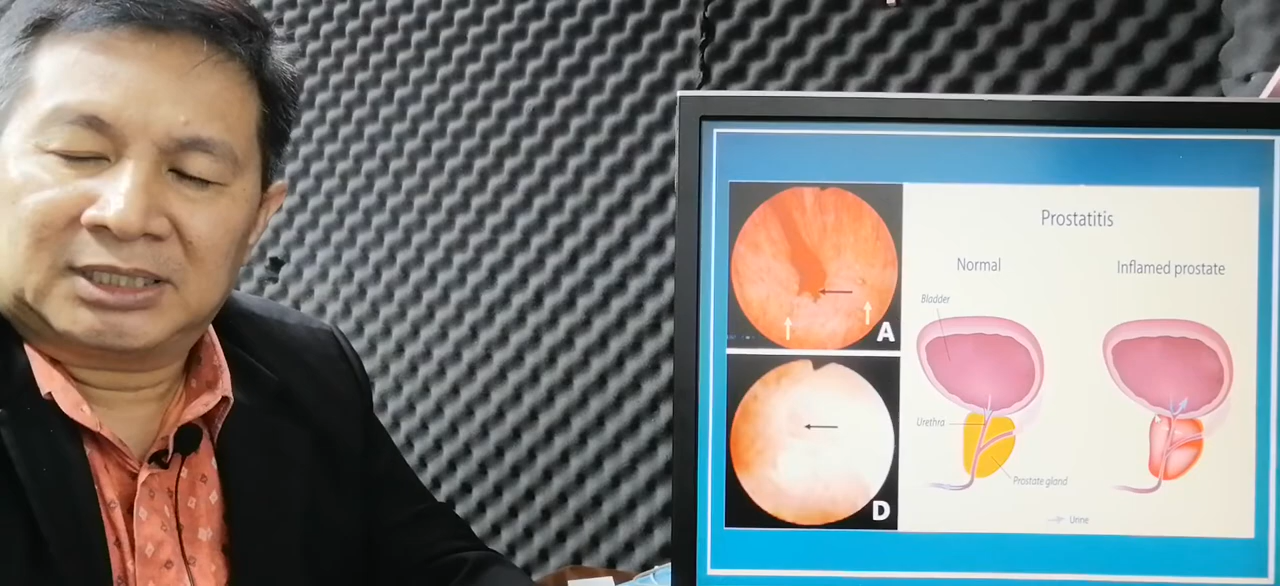 Prostatitis
Normal
Inflamed prostate
Bladder
A
Urethra
Prostate gland
D
Urine